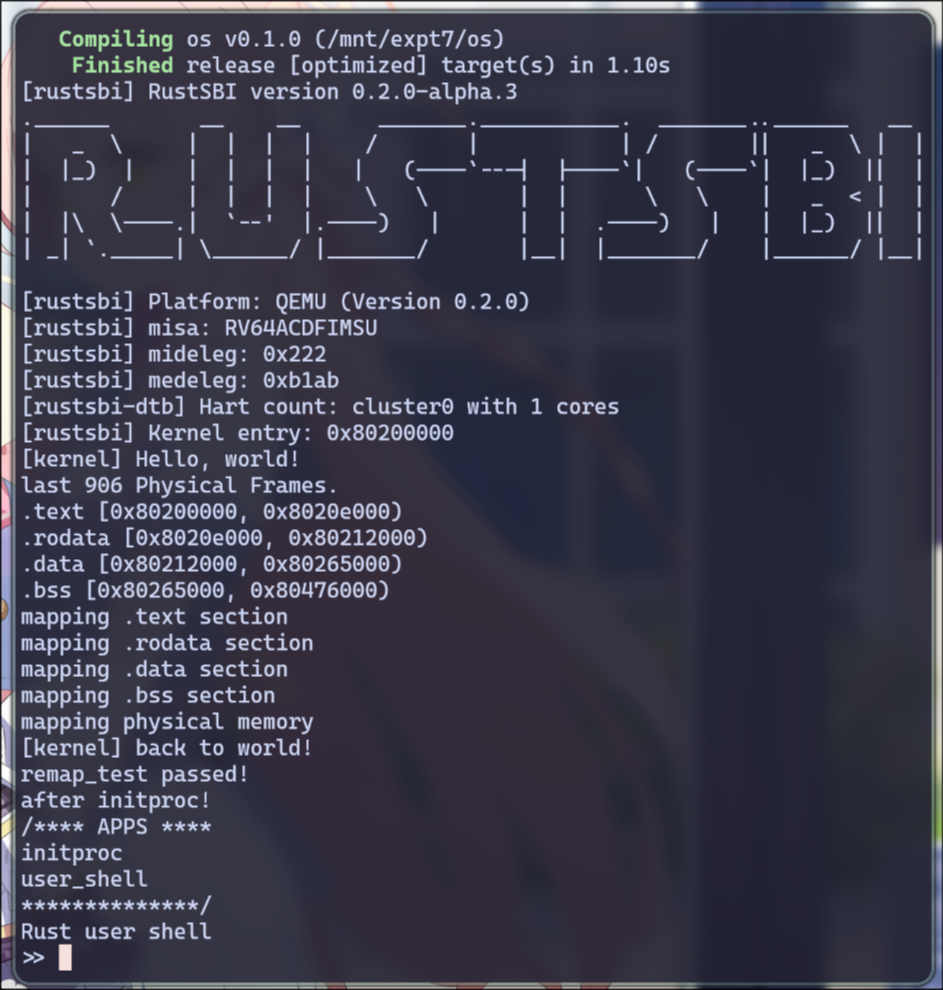 Compiling os v0.1.0 (/mnt/expt7/os)
Finished release [optimized] target(s) in 1.10s
[rustsbi] RustSBI version 0.2.0-alpha.3
RUSTSBI
[rustsbi] Platform: QEMU (Version 0.2.0)
[rustsbi] misa: RV64ACDFIMSU
[rustsbi] mideleg: 0x222
[rustsbi] medeleg: 0xb1ab
[rustsbi-dtb] Hart count: cluster0 with 1 cores
[rustsbi] Kernel entry: 0x80200000
[kernel] Hello, world!
last 906 Physical Frames.
.text [0x80200000, 0x8020e000)
.rodata [0x8020e000, 0x80212000)
.data [0x80212000, 0x80265000)
.bss [0x80265000, 0x80476000)
mapping .text section
mapping .rodata section
mapping .data section
mapping .bss section
mapping physical memory
[kernel] back to world!
remap_test passed!
after initproc!
/**** APPS ****
initproc
user_shell
**************/
Rust user shell
>>